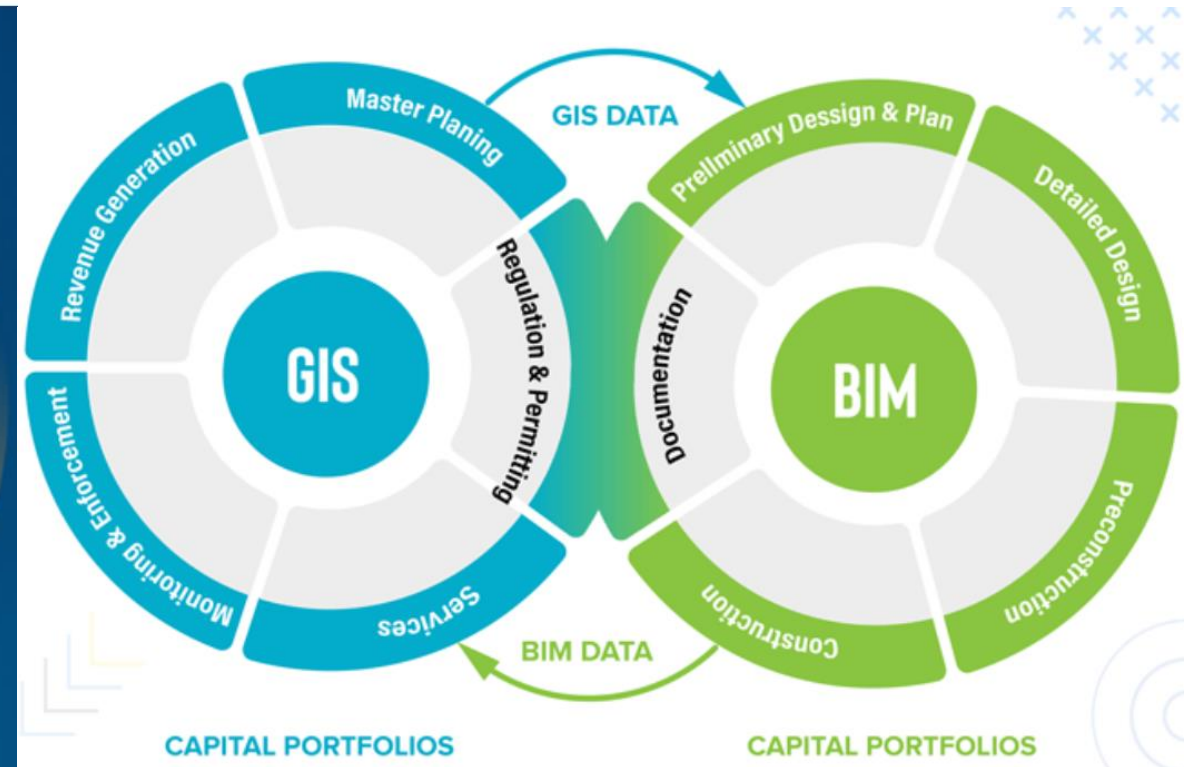 Master Planing
GIS DATA
Prellminary Dessign & Plan
Revenue Generation
Detailed Design
Regulation & Permitting
Documentation
GIS
BIM
Monitoring & Enforcement
Preconstruction
Services
Construction
BIM DATA
CAPITAL PORTFOLIOS
CAPITAL PORTFOLIOS